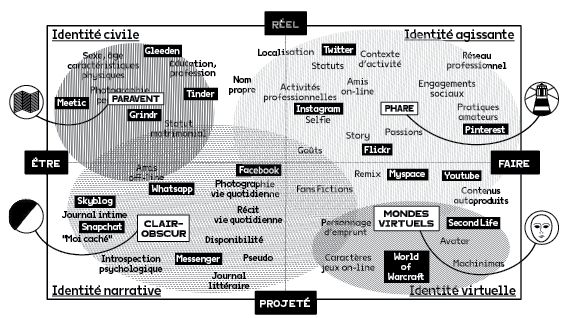 RÉEL
Identité civile
Identité agissante
Sexe, âge
caractéristiques
physiques
Gleeden
Education,
profession
Localisation
Twitter
Statuts
Contexte
d'activité
Réseau
professionnel
Photographie
Meetic
PARAVENT
Tinder
Grindr
Statut
matrimonial
Nom
propre
Activités
professionnelles
Amis
on-line
Engagements
sociaux
Instagram
Selfie
PHARE
Pratiques
amateurs
Pinterest
Story
Passions
Goûts
Flickr
ÊTRE
FAIRE
Amis
off-line
Whatsapp
Facebook
Photographie
vie quotidienne
Remix
Myspace
Youtube
Fans Fictions
Contenus
autoproduits
Skyblog
Journal intime
Snapchat
"Moi caché"
CLAIR-
OBSCUR
Récit
vie quotidienne
Disponibilité
Personnage
d'emprunt
MONDES
VIRTUELS
Second Life
Avatar
Introspection
psychologique
Messenger
Pseudo
Journal
littéraire
Caractères
jeux on-line
World
of
Warcraft
Machinimas
Identité narrative
Identité virtuelle
PROJETÉ